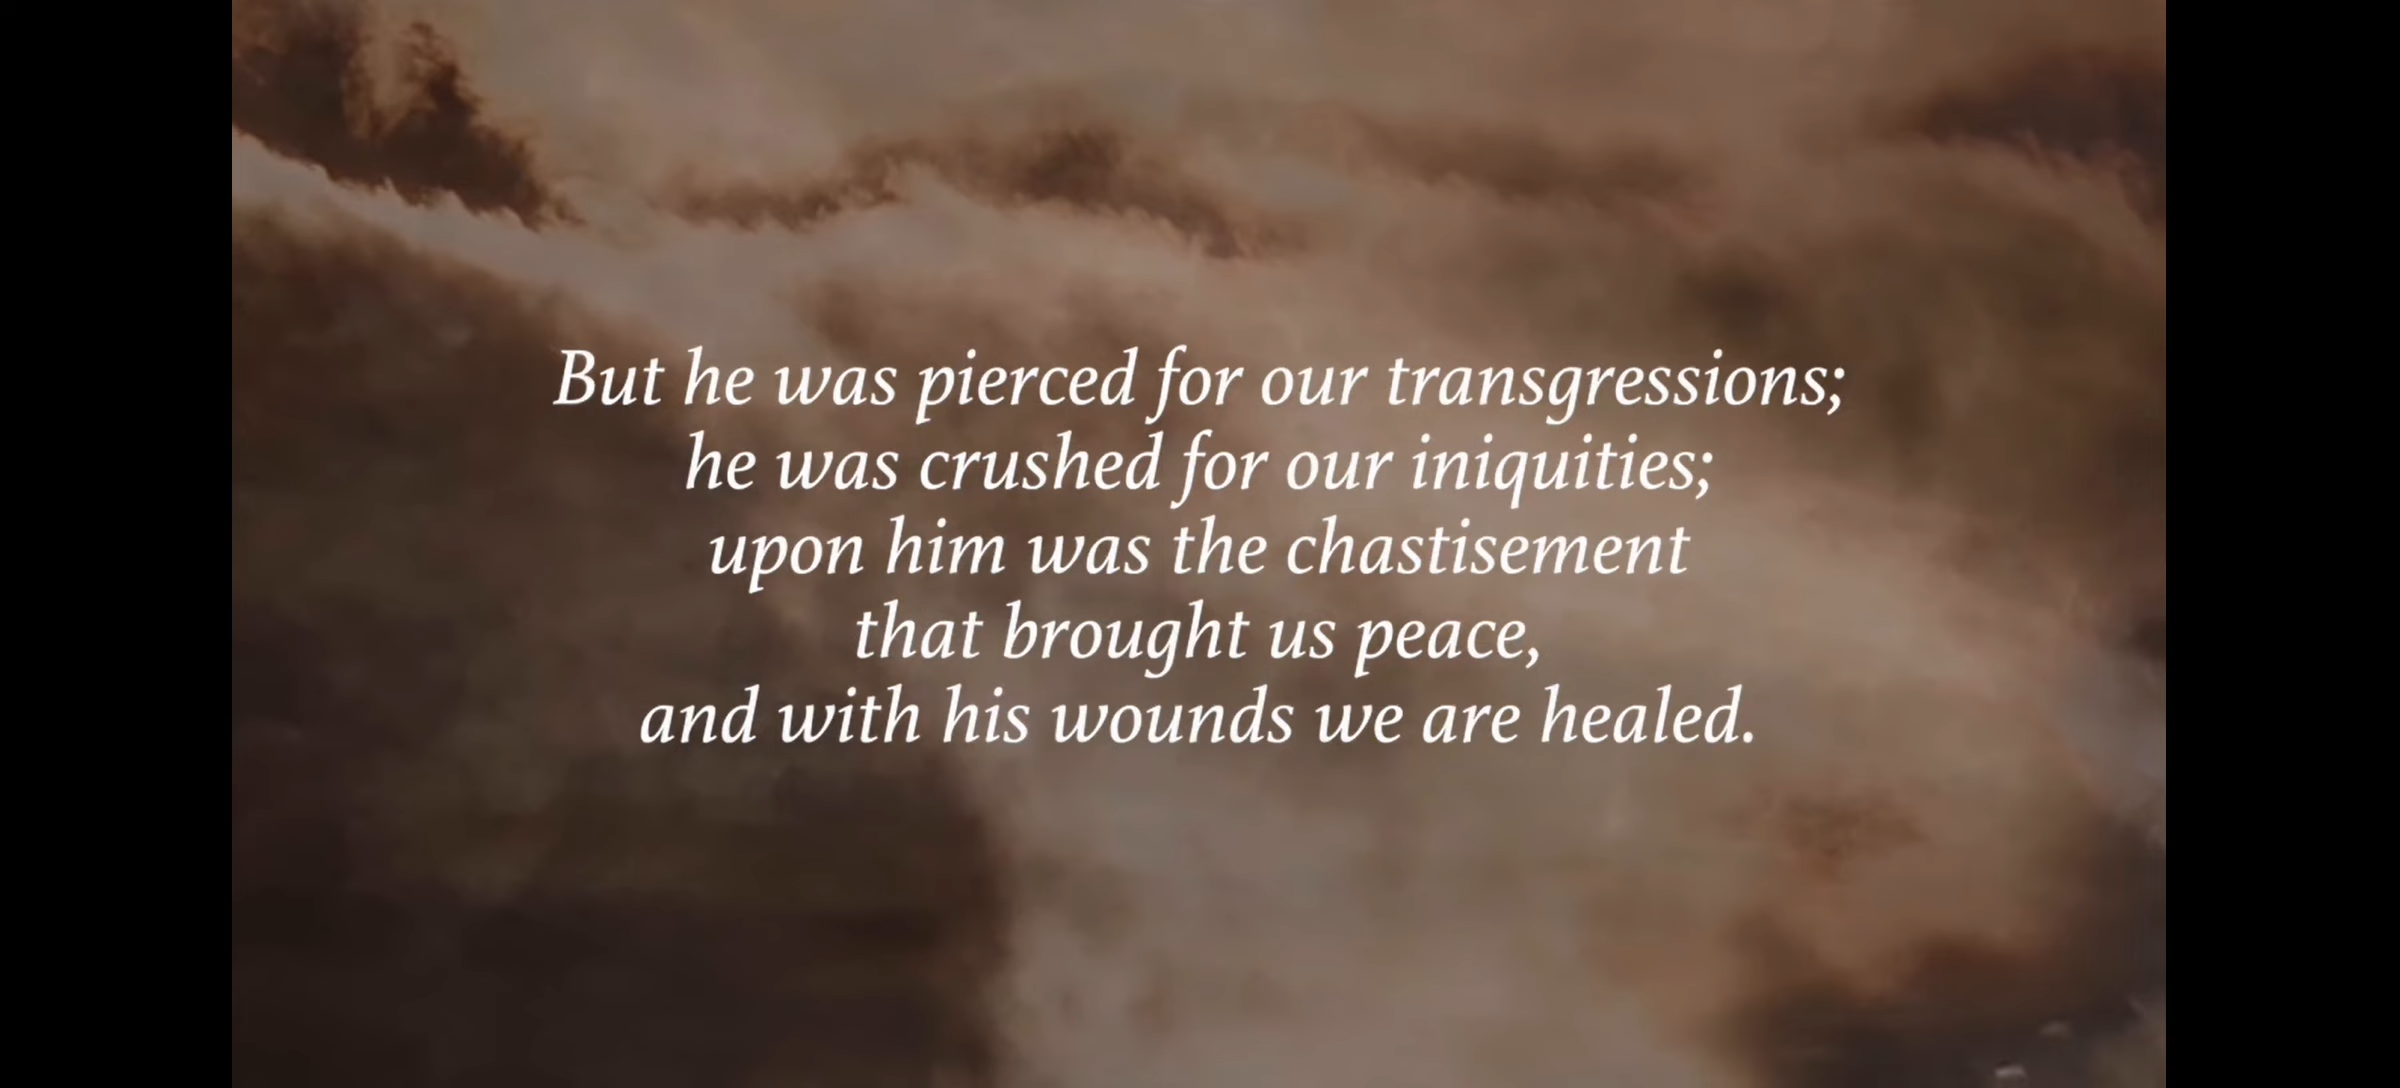 But he was pierced for our transgressions;
he was crushed for our iniquities;
upon him was the chastisement
that brought us peace,
and with his wounds we are healed.